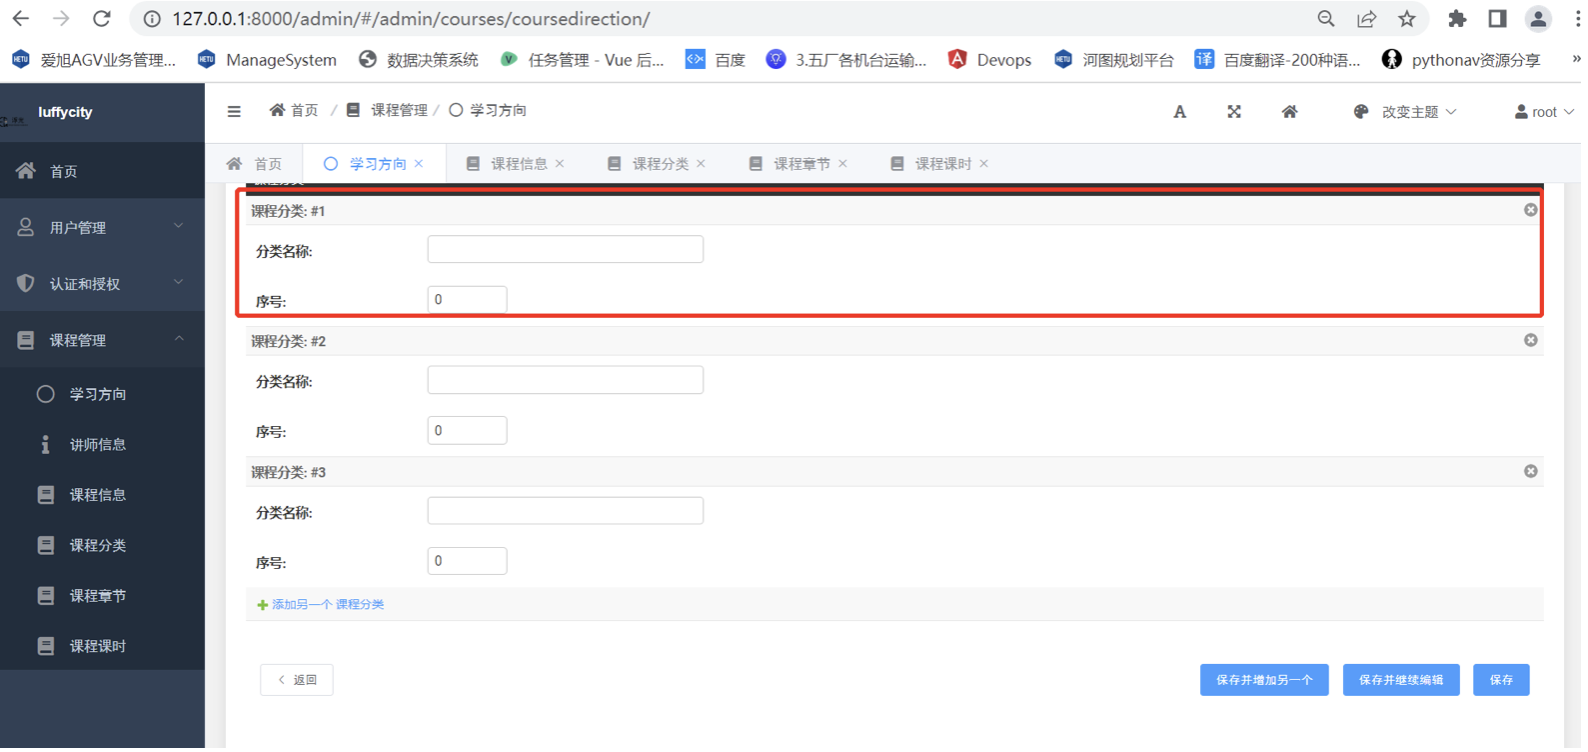 127.0.0.1:8000/admin/#/admin/courses/coursedirection/
爱旭AGV业务管理... ManageSystem 数据决策系统 任务管理 - Vue 后... 百度 3.五厂各机台运输... Devops 河图规划平台 百度翻译-200种语... pythonav资源分享 »
luffycity
首页 / 课程管理 / 学习方向
A 改变主题 root
首页 学习方向 × 课程信息 × 课程分类 × 课程章节 × 课程课时 ×
首页
用户管理
认证和授权
课程管理
学习方向
讲师信息
课程信息
课程分类
课程章节
课程课时
课程分类
课程分类: #1
分类名称:
序号: 0
课程分类: #2
分类名称:
序号: 0
课程分类: #3
分类名称:
序号: 0
添加另一个 课程分类
返回 保存并增加另一个 保存并继续编辑 保存